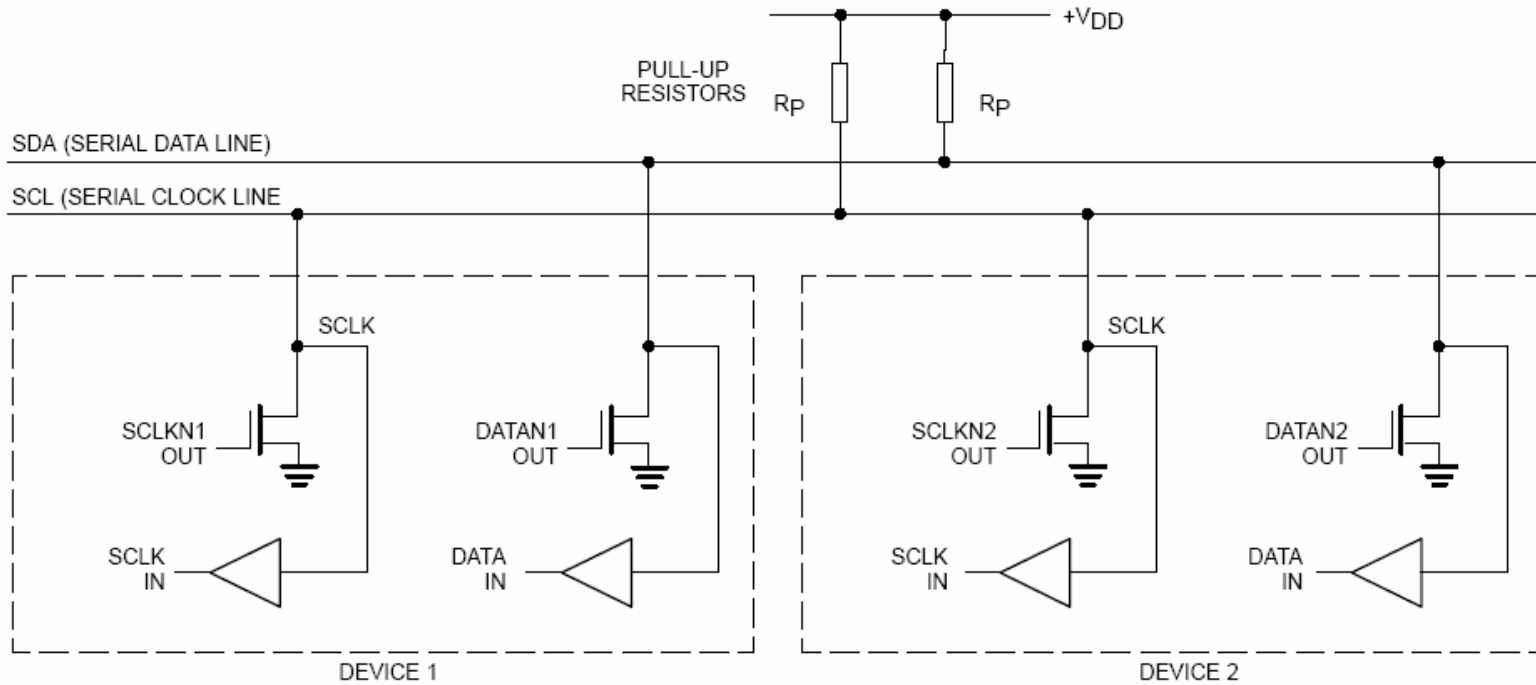 +VDD
PULL-UP
RESISTORS
RP
RP
SDA (SERIAL DATA LINE)
SCL (SERIAL CLOCK LINE
SCLK
SCLK
SCLKN1
OUT
DATAN1
OUT
SCLKN2
OUT
DATAN2
OUT
SCLK
IN
DATA
IN
SCLK
IN
DATA
IN
DEVICE 1
DEVICE 2